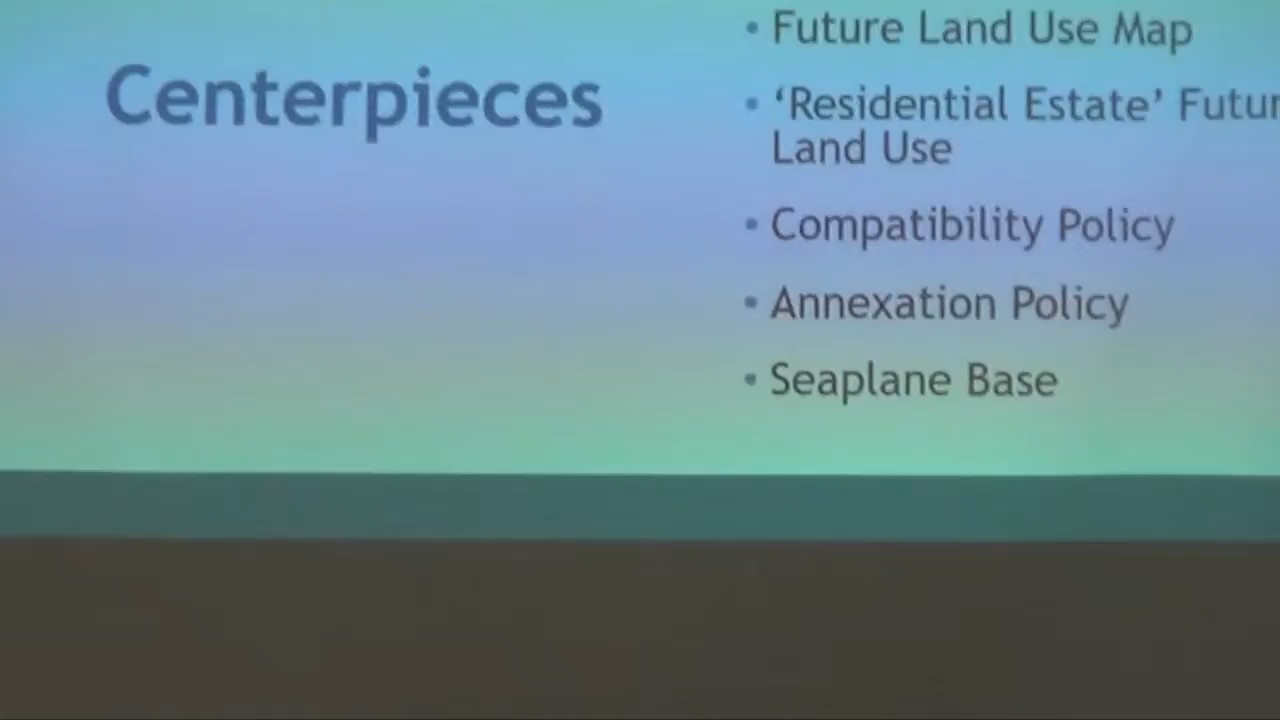 Centerpieces
• Future Land Use Map
• ‘Residential Estate’ Futur
Land Use
• Compatibility Policy
• Annexation Policy
• Seaplane Base